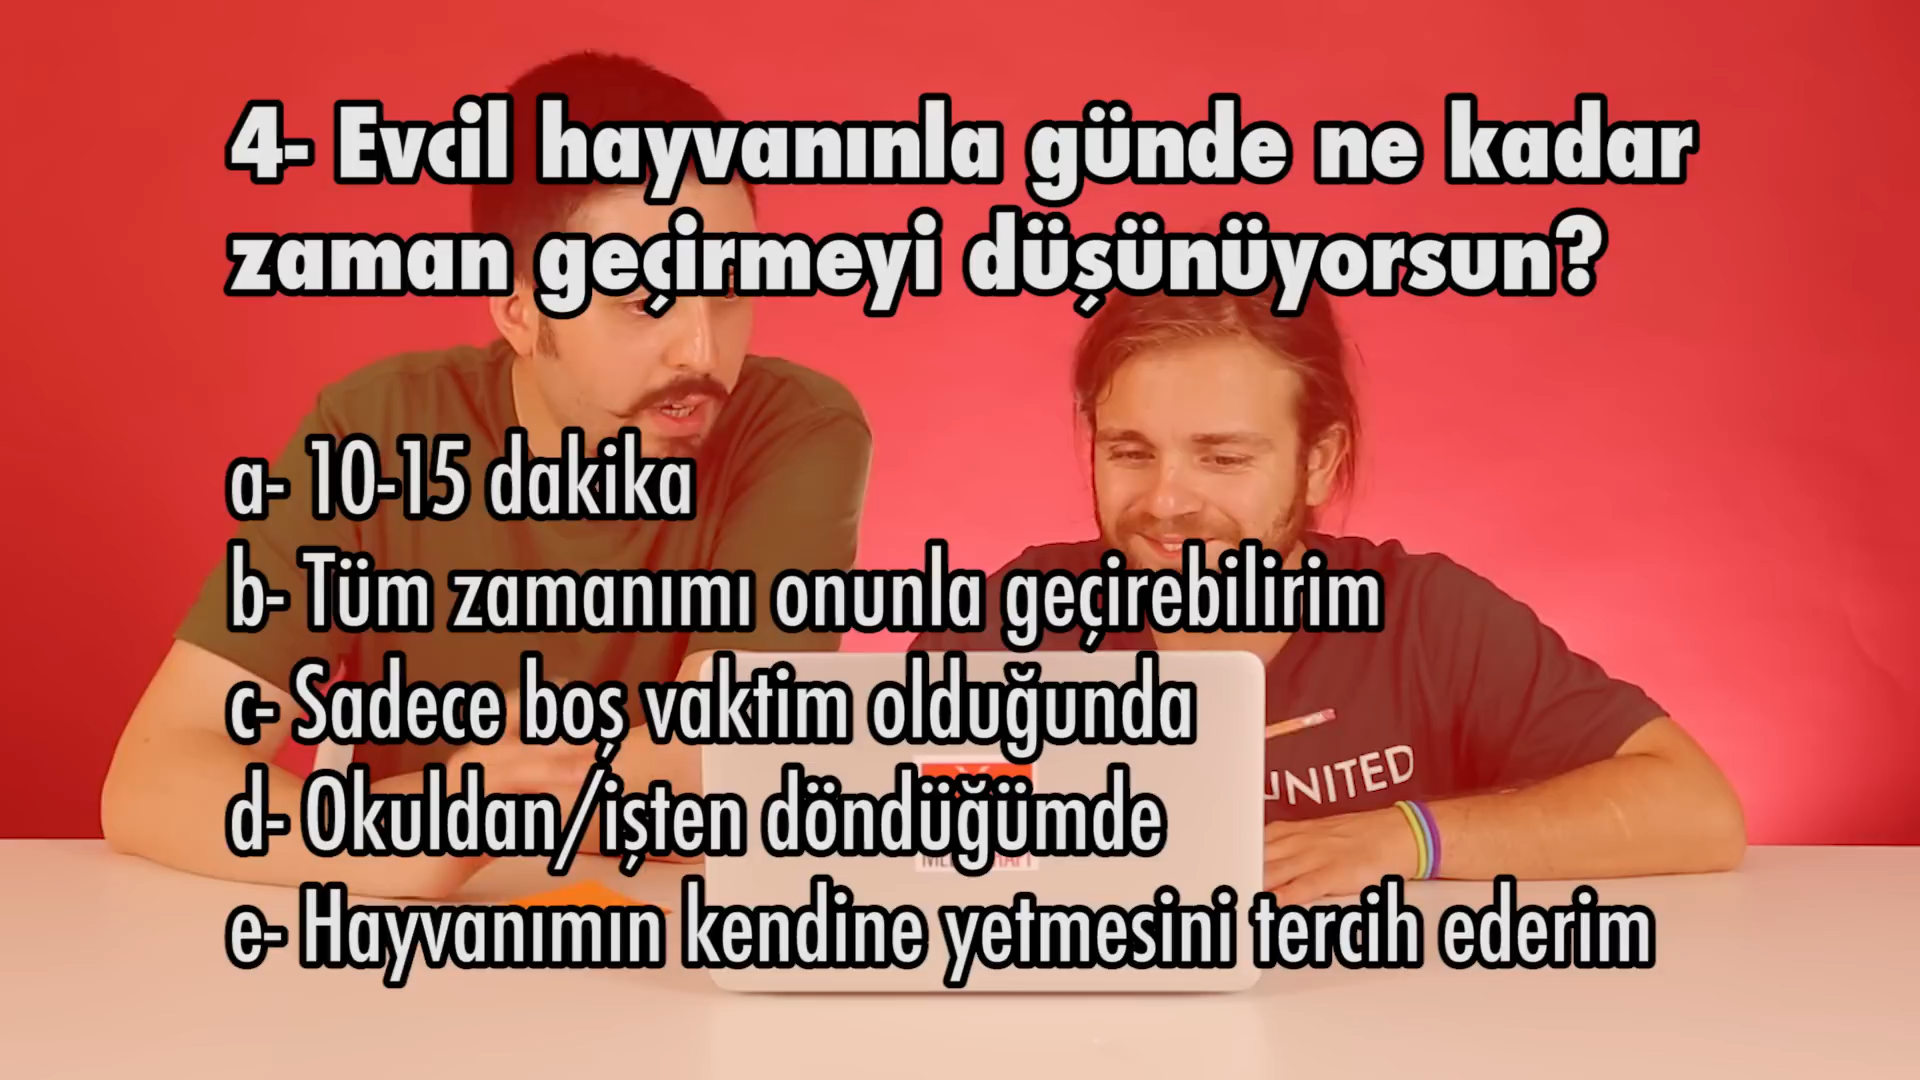 4- Evcil hayvanınla günde ne kadar
zaman geçirmeyi düşünüyorsun?
a- 10-15 dakika
b- Tüm zamanımı onunla geçirebilirim
c- Sadece boş vaktim olduğunda
UNITED
d- Okuldan/işten döndüğümde
e- Hayvanımın kendine yetmesini tercih ederim